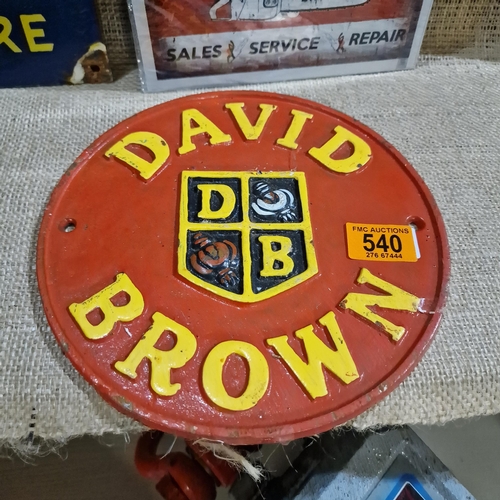 RE
SALES SERVICE REPAIR
DAVID
D
B
BROWN
FMC AUCTIONS
540
276 67444